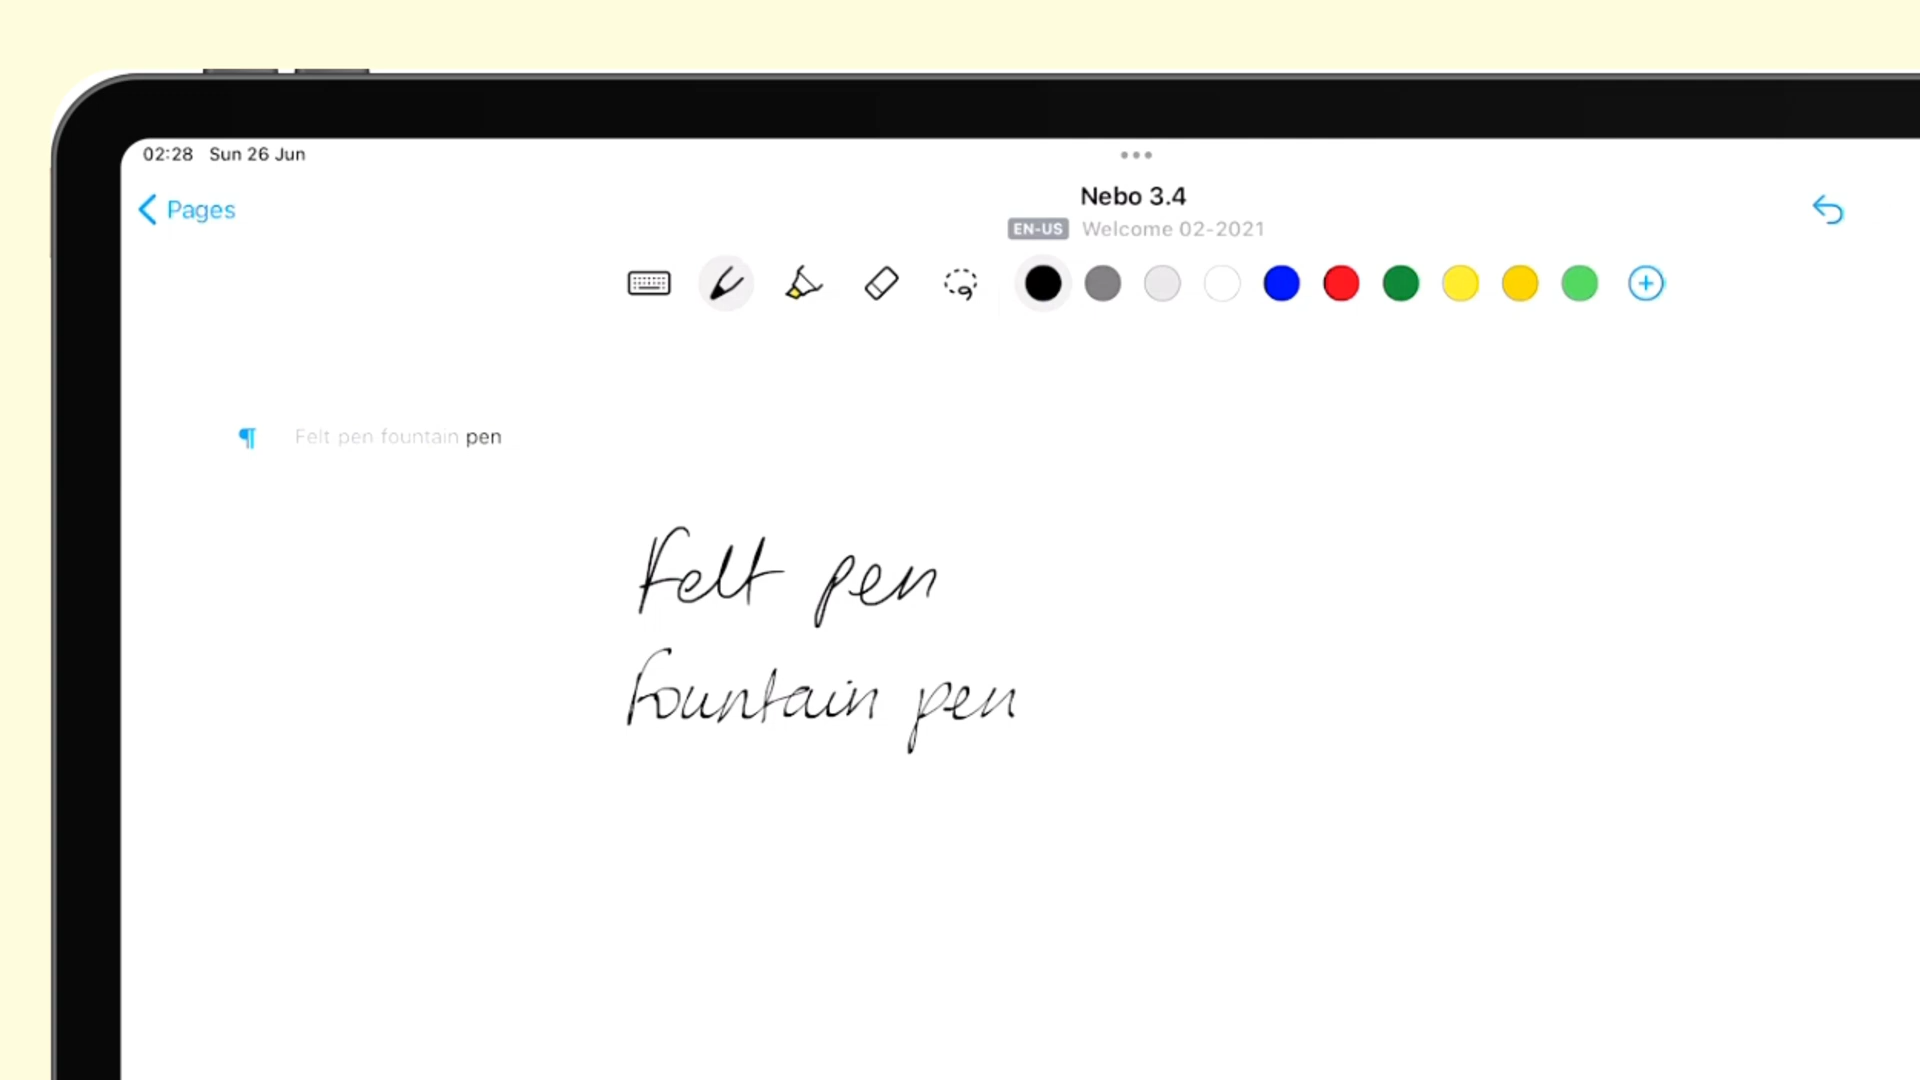 02:28 Sun 26 Jun
Pages
Nebo 3.4
EN-US Welcome 02-2021
¶ Felt pen fountain pen
Felt pen
fountain pen